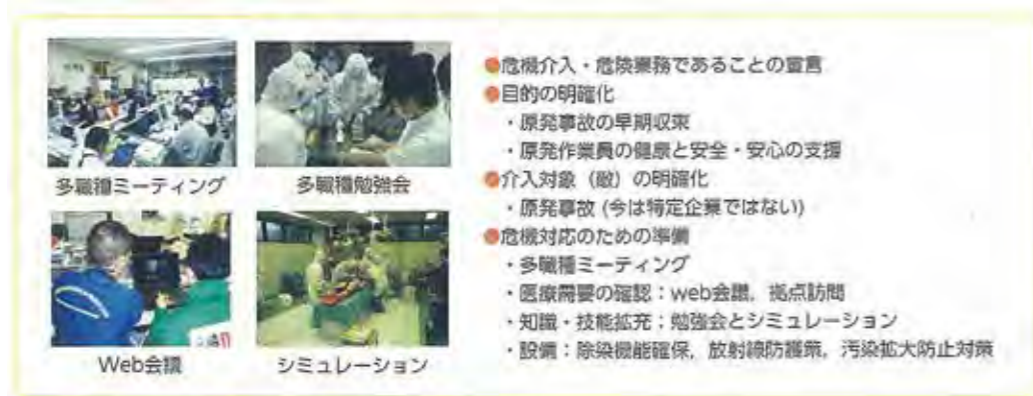 多職種ミーティング
多職種勉強会
Web会議
シミュレーション
●危機介入・危険業務であることの宣言
●目的の明確化
・原発事故の早期収束
・原発作業員の健康と安全・安心の支援
●介入対象（敵）の明確化
・原発事故 (今は特定企業ではない)
●危機対応のための準備
・多職種ミーティング
・医療需要の確認：web会議，拠点訪問
・知識・技能拡充：勉強会とシミュレーション
・設備：除染機能確保，放射線防護策，汚染拡大防止対策